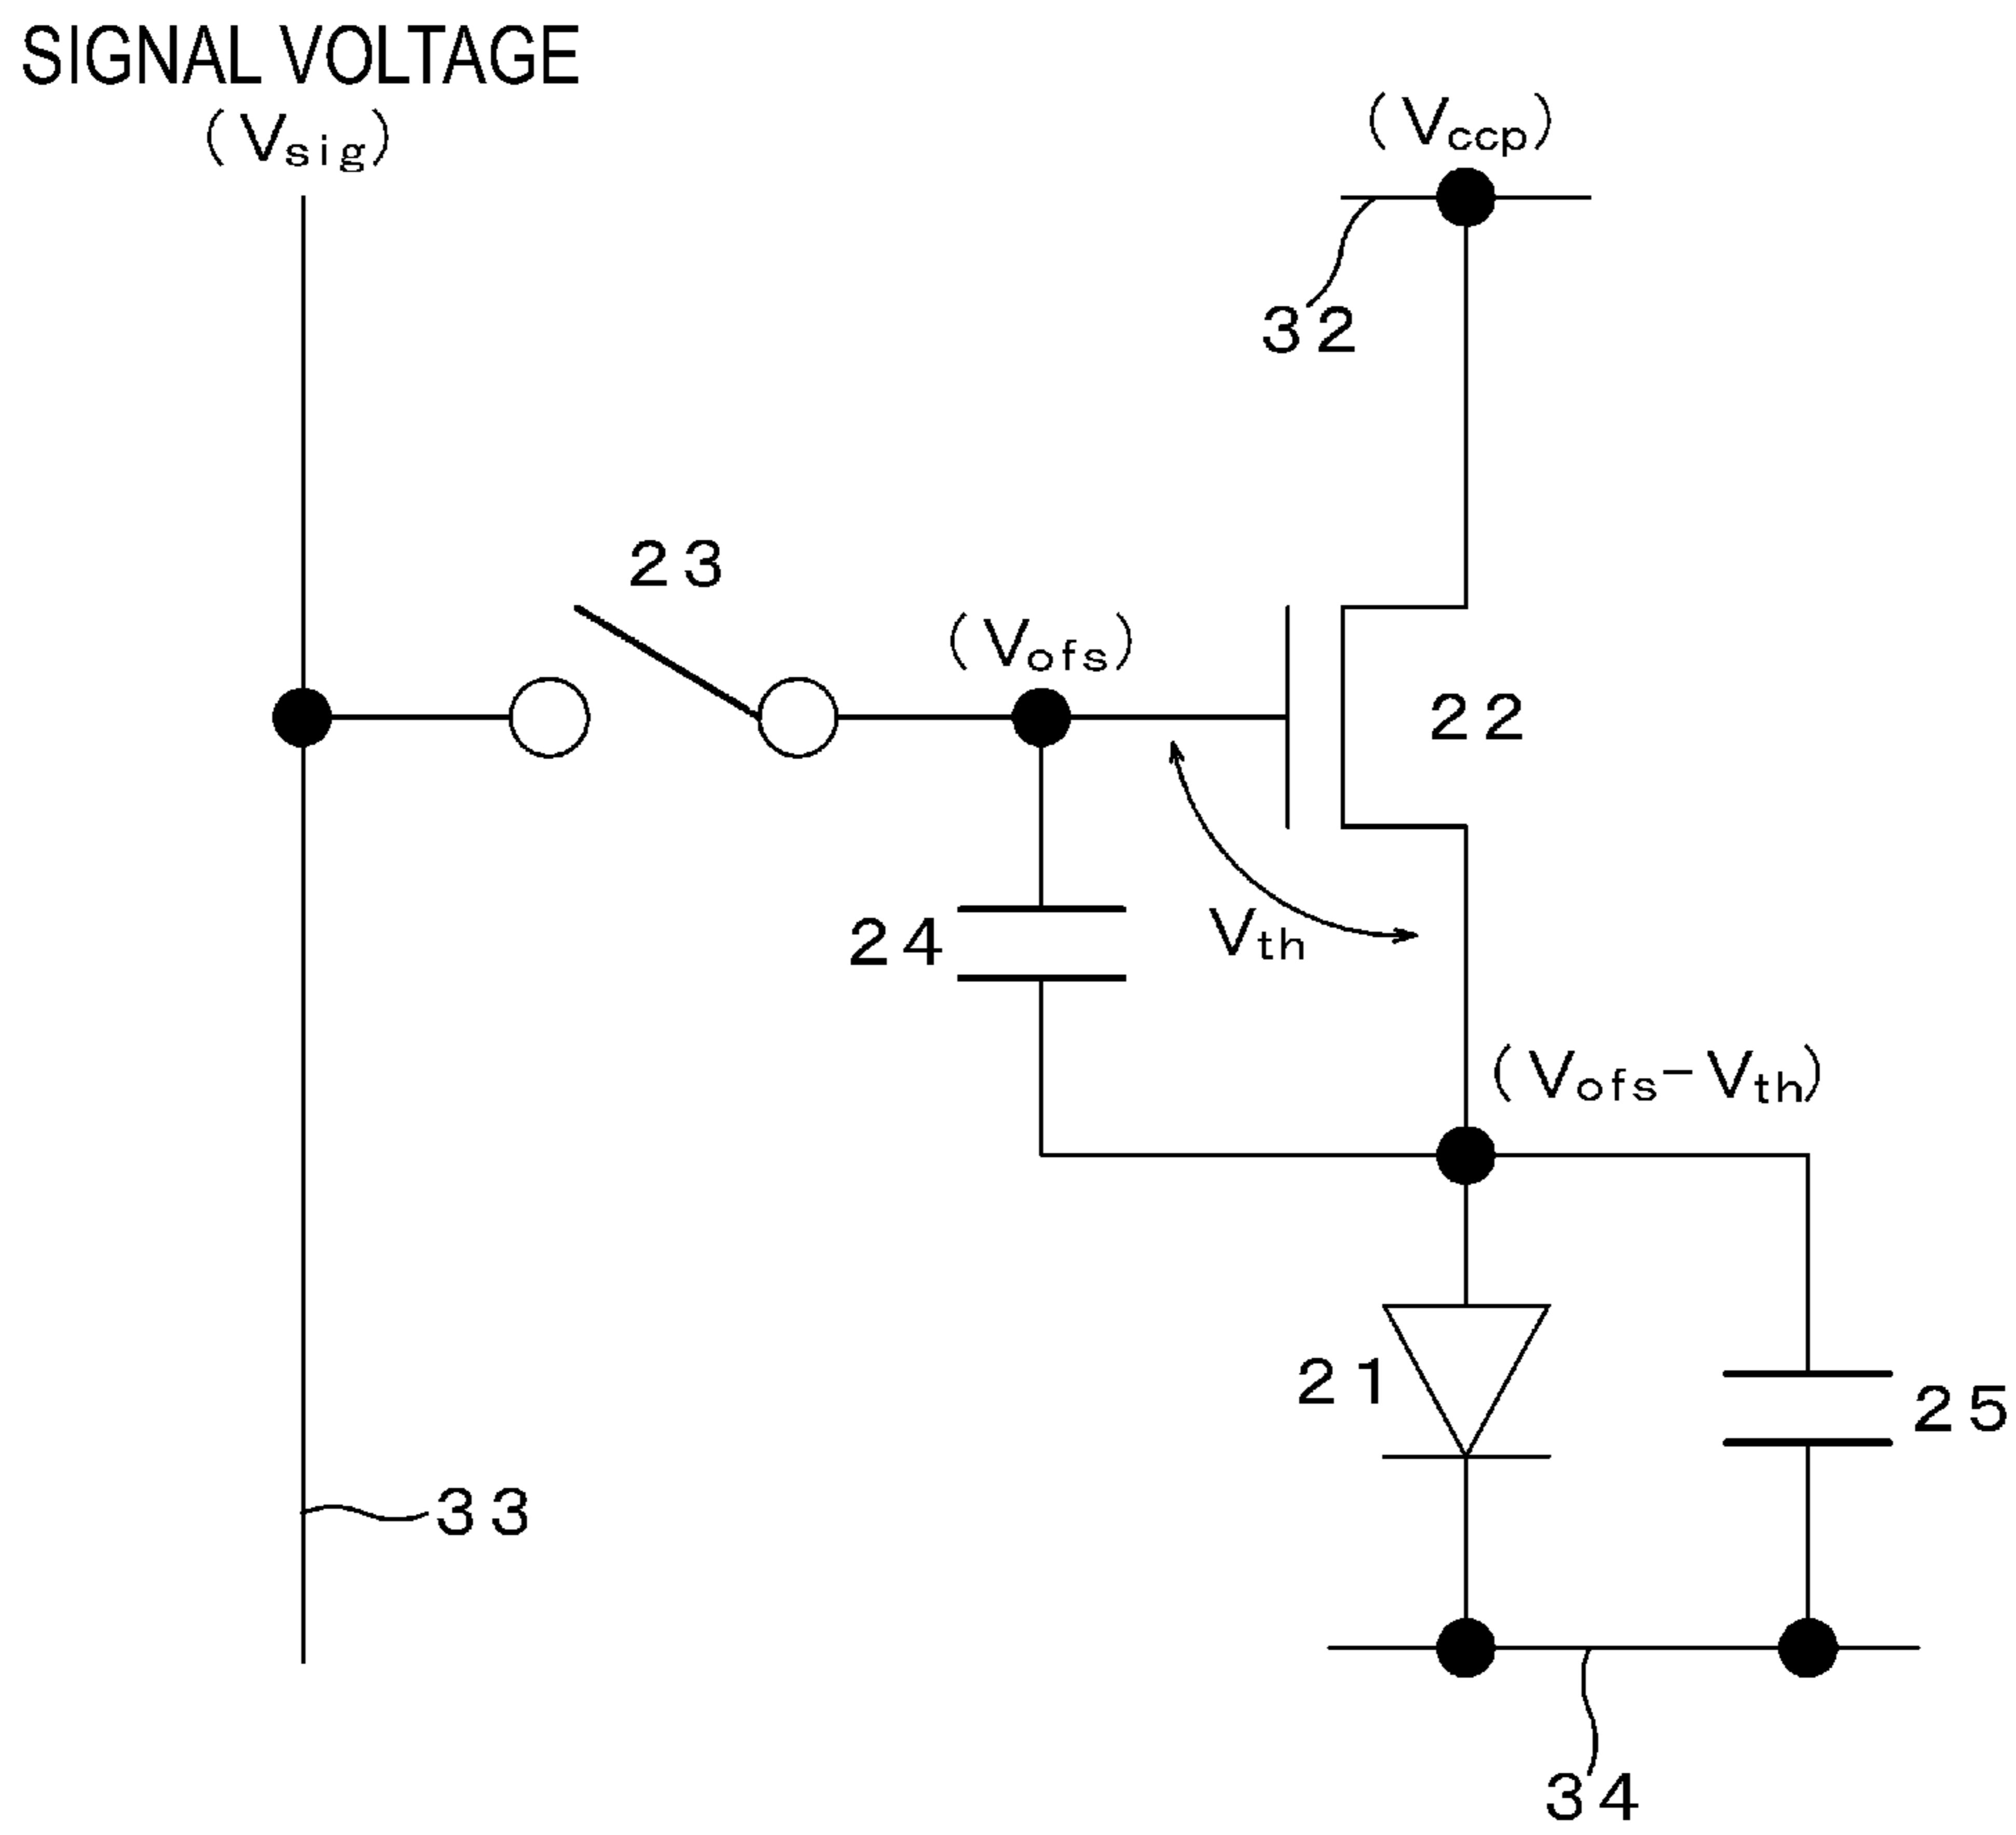 SIGNAL VOLTAGE
(Vsig)
(Vccp)
32
23
(Vofs)
22
24
Vth
(Vofs-Vth)
21
25
33
34